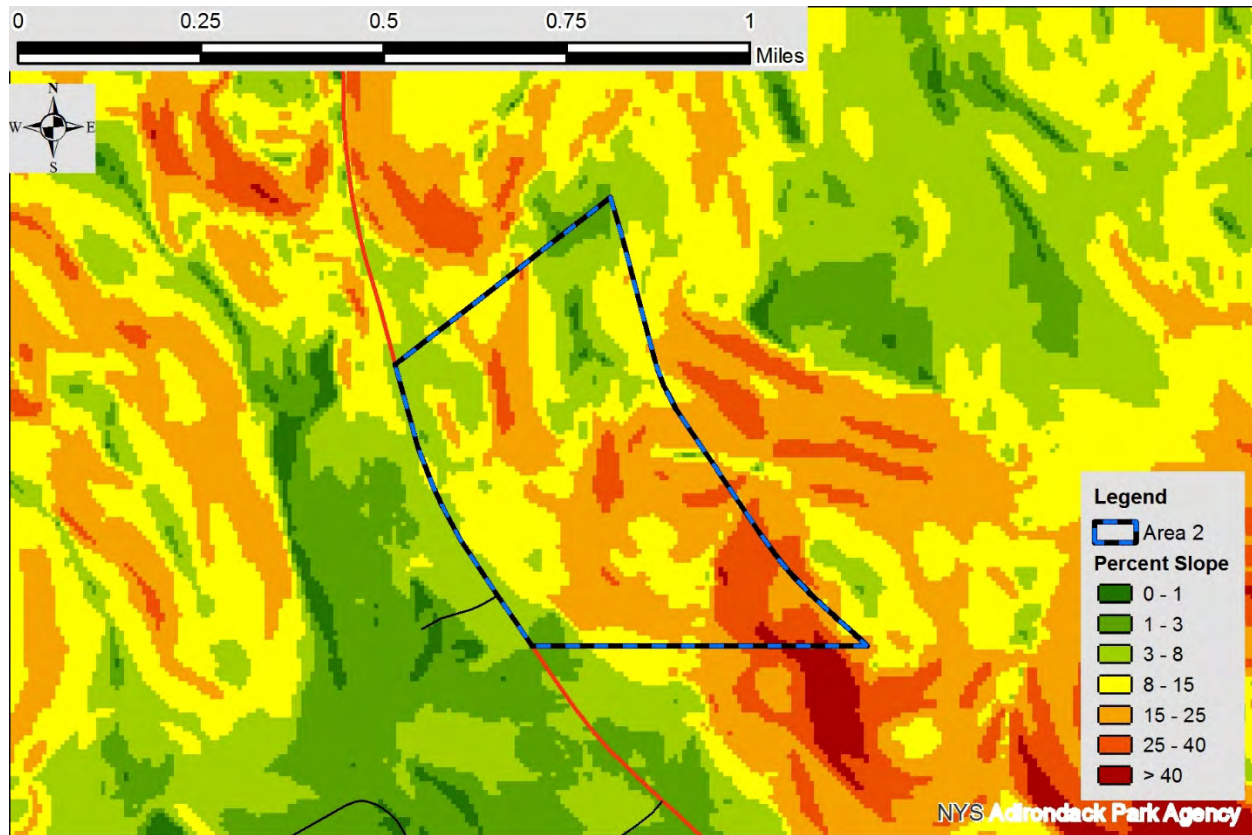 0 0.25 0.5 0.75 1
Miles
N
W E
S
Legend
Area 2
Percent Slope
0 - 1
1 - 3
3 - 8
8 - 15
15 - 25
25 - 40
> 40
NYS Adirondack Park Agency